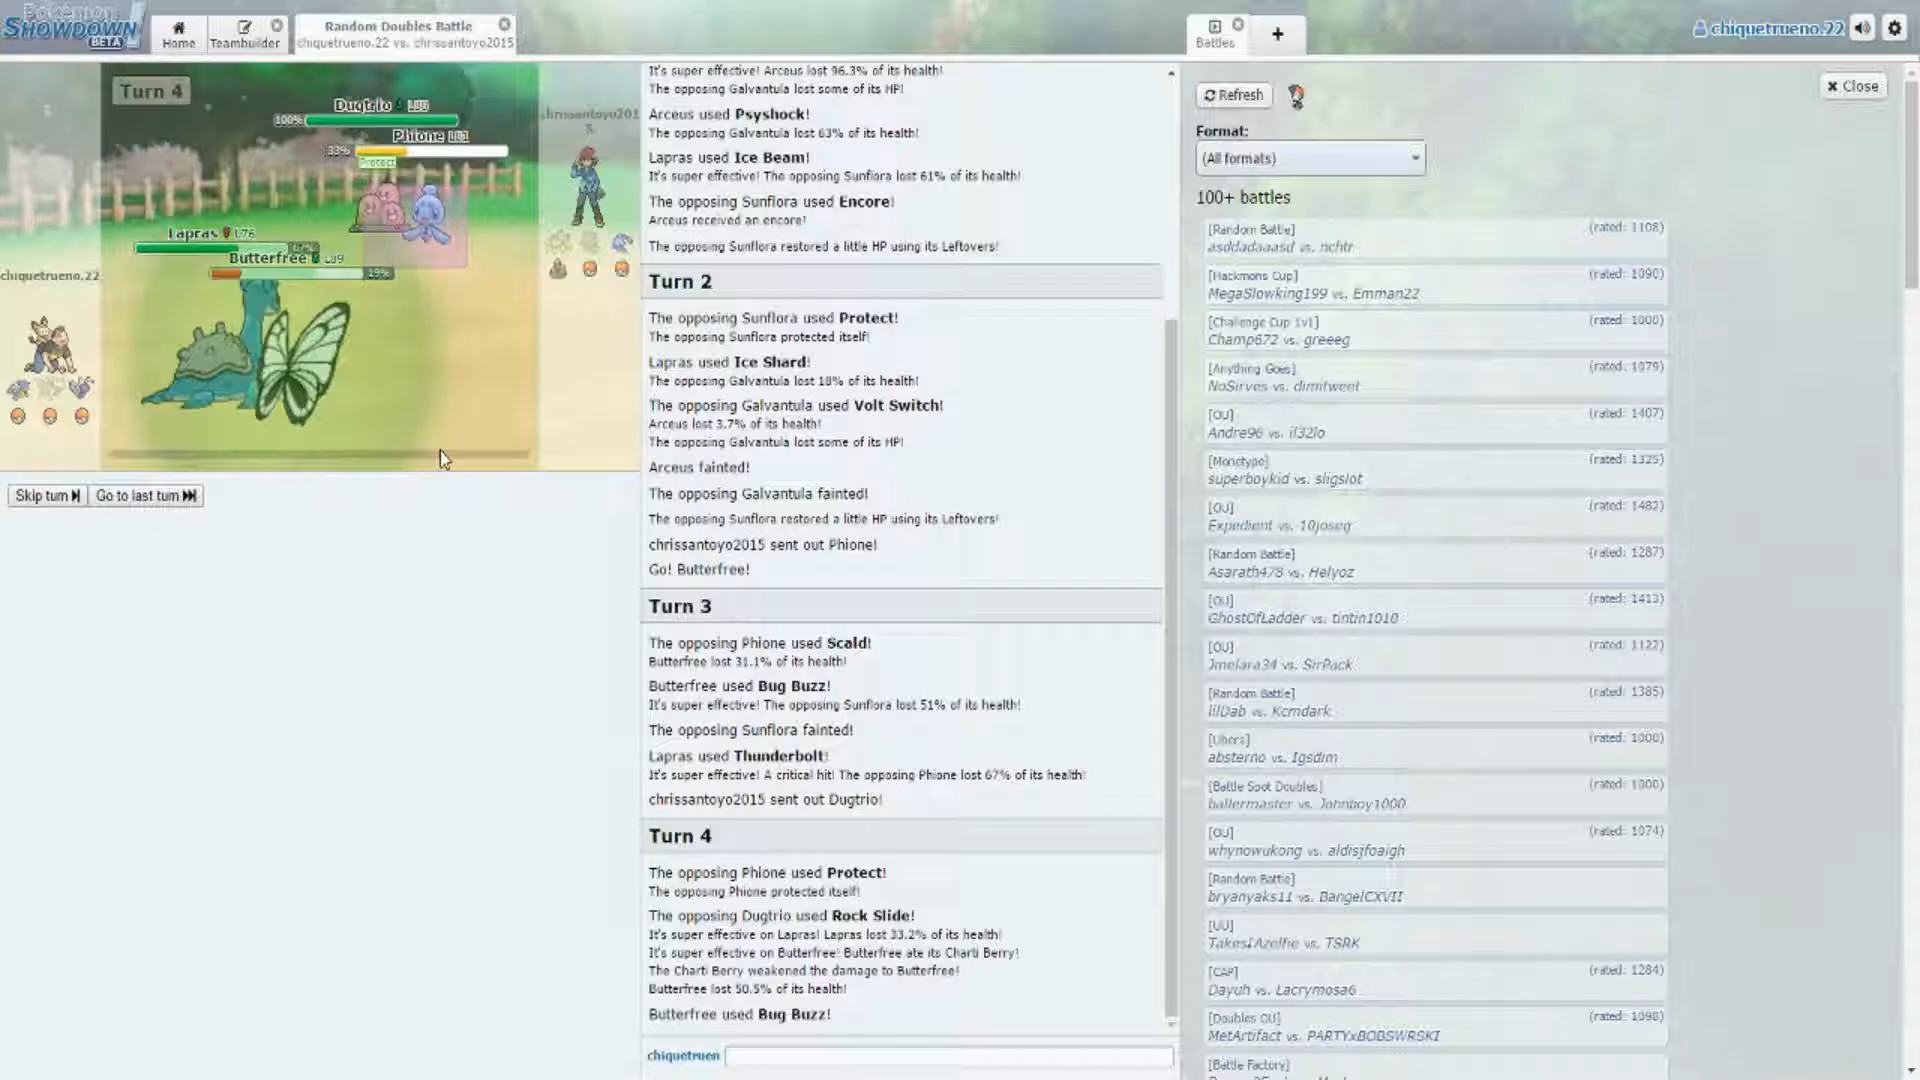 Pokémon
SHOWDOWN!
BETA
Home
Teambuilder
Random Doubles Battle
chiquetrueno.22 vs. chrissantoyo2015
Battles
+
chiquetrueno.22
Turn 4
Dugtrio
100%
Phione
33%
Protect
Lapras L76
Butterfree L89
19%
chiquetrueno.22
Skip turn
Go to last turn
It's super effective! Arceus lost 96.3% of its health!
The opposing Galvantula lost some of its HP!
Arceus used Psyshock!
The opposing Galvantula lost 63% of its health!
Lapras used Ice Beam!
It's super effective! The opposing Sunflora lost 61% of its health!
The opposing Sunflora used Encore!
Arceus received an encore!
The opposing Sunflora restored a little HP using its Leftovers!
Turn 2
The opposing Sunflora used Protect!
The opposing Sunflora protected itself!
Lapras used Ice Shard!
The opposing Galvantula lost 18% of its health!
The opposing Galvantula used Volt Switch!
Arceus lost 3.7% of its health!
The opposing Galvantula lost some of its HP!
Arceus fainted!
The opposing Galvantula fainted!
The opposing Sunflora restored a little HP using its Leftovers!
chrissantoyo2015 sent out Phione!
Go! Butterfree!
Turn 3
The opposing Phione used Scald!
Butterfree lost 31.1% of its health!
Butterfree used Bug Buzz!
It's super effective! The opposing Sunflora lost 51% of its health!
The opposing Sunflora fainted!
Lapras used Thunderbolt!
It's super effective! A critical hit! The opposing Phione lost 67% of its health!
chrissantoyo2015 sent out Dugtrio!
Turn 4
The opposing Phione used Protect!
The opposing Phione protected itself!
The opposing Dugtrio used Rock Slide!
It's super effective on Lapras! Lapras lost 33.2% of its health!
It's super effective on Butterfree! Butterfree ate its Charti Berry!
The Charti Berry weakened the damage to Butterfree!
Butterfree lost 50.5% of its health!
Butterfree used Bug Buzz!
chiquetruen
Refresh
Close
Format:
(All formats)
100+ battles
[Random Battle] (rated: 1108)
asddadaaasd vs. nchtr
[Hackmons Cup] (rated: 1090)
MegaSlowking199 vs. Emman22
[Challenge Cup 1v1] (rated: 1000)
Champ672 vs. greeeg
[Anything Goes] (rated: 1079)
NoSirves vs. dimitweet
[OU] (rated: 1407)
Andre96 vs. il32lo
[Monotype] (rated: 1325)
superboykid vs. sligslot
[OU] (rated: 1482)
Expedient vs. 10joseg
[Random Battle] (rated: 1287)
Asarath478 vs. Helyoz
[OU] (rated: 1413)
GhostOfLadder vs. tintin1010
[OU] (rated: 1122)
Jmelara34 vs. SirPack
[Random Battle] (rated: 1385)
lilDab vs. Kcmdark
[Ubers] (rated: 1000)
absterno vs. Igsdim
[Battle Spot Doubles] (rated: 1000)
ballermaster vs. Johnboy1000
[OU] (rated: 1074)
whynowukong vs. aldisjfoaigh
[Random Battle]
bryanyaks11 vs. BangelCXVII
[UU]
vs. TSRK
[CAP] (rated: 1284)
Dayuh vs. Lacrymosa6
[Doubles OU] (rated: 1098)
MetArtifact vs. PARTYxBOBSWRSKI
[Battle Factory]